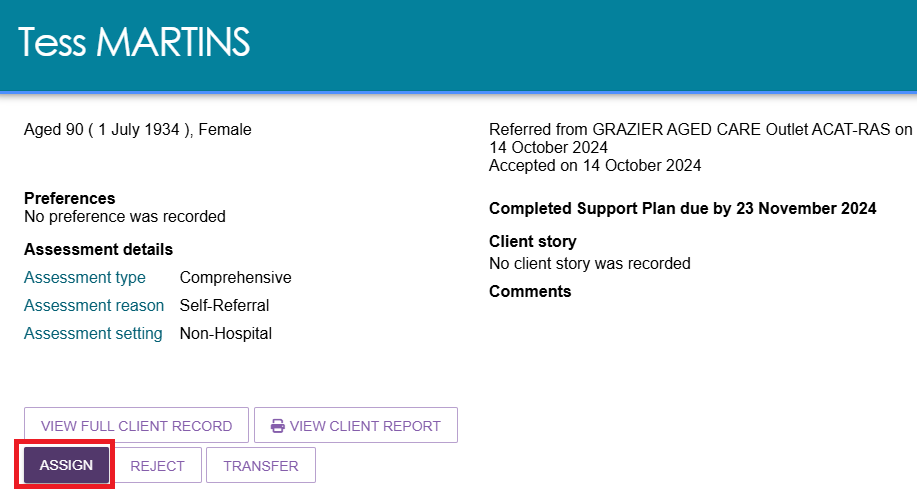 Tess MARTINS
Aged 90 ( 1 July 1934 ), Female
Preferences
No preference was recorded
Assessment details
Assessment type Comprehensive
Assessment reason Self-Referral
Assessment setting Non-Hospital
Referred from GRAZIER AGED CARE Outlet ACAT-RAS on
14 October 2024
Accepted on 14 October 2024
Completed Support Plan due by 23 November 2024
Client story
No client story was recorded
Comments
VIEW FULL CLIENT RECORD VIEW CLIENT REPORT
ASSIGN REJECT TRANSFER